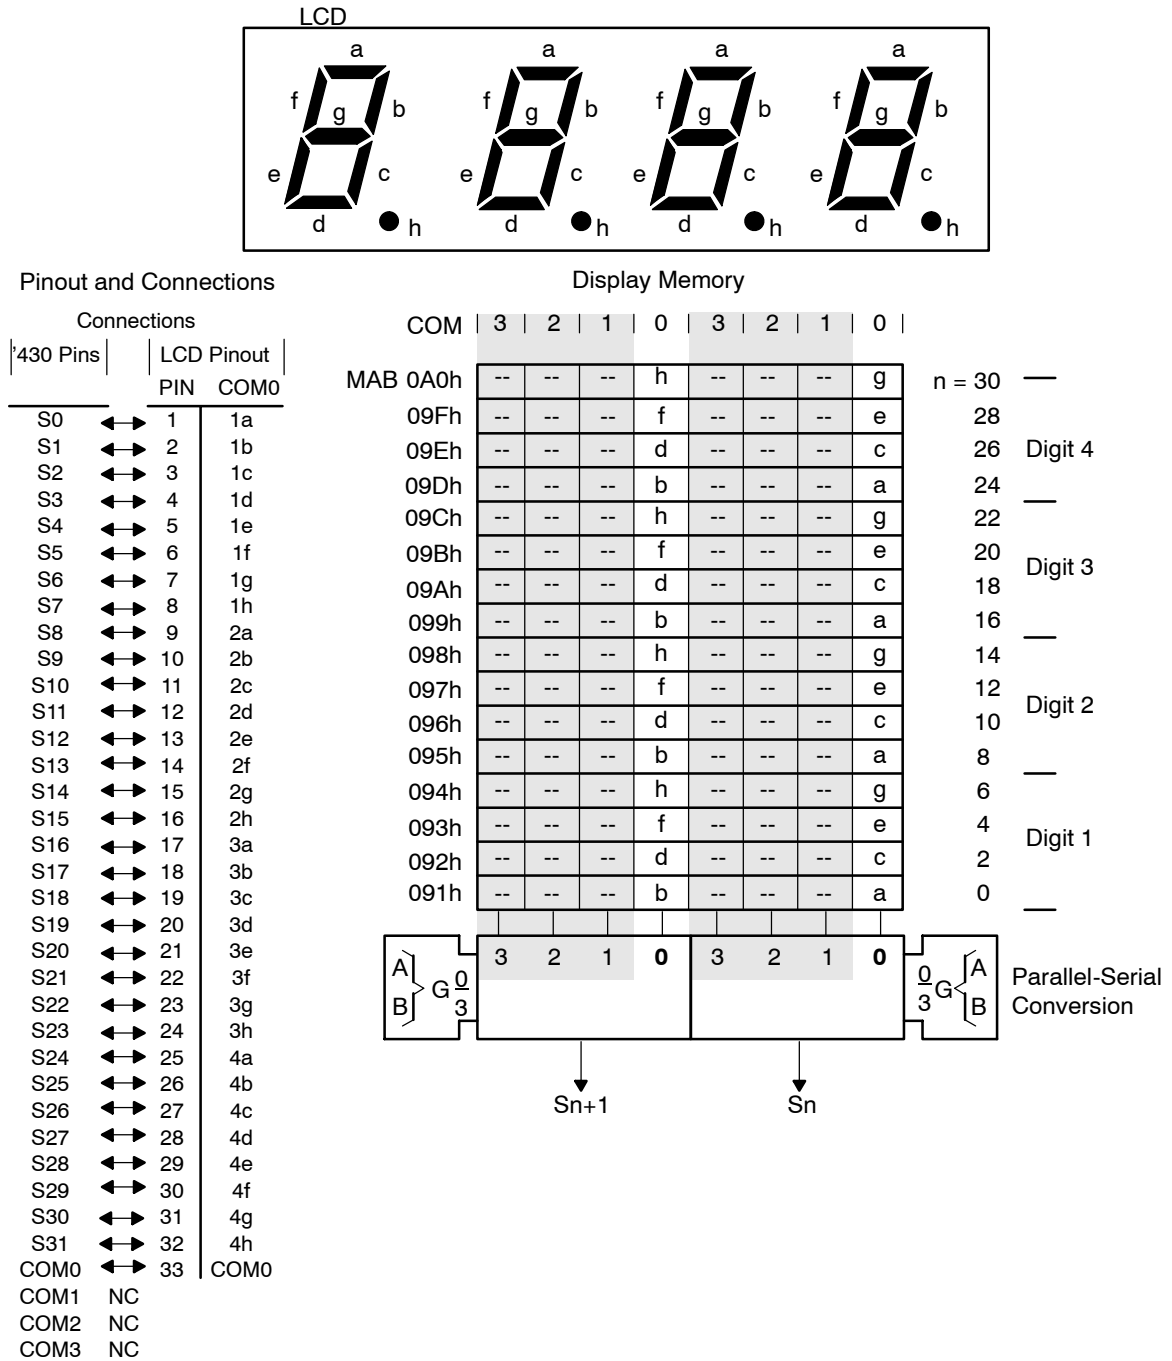 LCD
a a a a
f g b f g b f g b f g b
e c e c e c e c
d h d h d h d h
Pinout and Connections
Connections
'430 Pins LCD Pinout
PIN COM0
S0 1 1a
S1 2 1b
S2 3 1c
S3 4 1d
S4 5 1e
S5 6 1f
S6 7 1g
S7 8 1h
S8 9 2a
S9 10 2b
S10 11 2c
S11 12 2d
S12 13 2e
S13 14 2f
S14 15 2g
S15 16 2h
S16 17 3a
S17 18 3b
S18 19 3c
S19 20 3d
S20 21 3e
S21 22 3f
S22 23 3g
S23 24 3h
S24 25 4a
S25 26 4b
S26 27 4c
S27 28 4d
S28 29 4e
S29 30 4f
S30 31 4g
S31 32 4h
COM0 33 COM0
COM1 NC
COM2 NC
COM3 NC
Display Memory
COM 3 2 1 0 3 2 1 0
MAB 0A0h -- -- -- h -- -- -- g n = 30
09Fh -- -- -- f -- -- -- e 28
09Eh -- -- -- d -- -- -- c 26 Digit 4
09Dh -- -- -- b -- -- -- a 24
09Ch -- -- -- h -- -- -- g 22
09Bh -- -- -- f -- -- -- e 20 Digit 3
09Ah -- -- -- d -- -- -- c 18
099h -- -- -- b -- -- -- a 16
098h -- -- -- h -- -- -- g 14
097h -- -- -- f -- -- -- e 12 Digit 2
096h -- -- -- d -- -- -- c 10
095h -- -- -- b -- -- -- a 8
094h -- -- -- h -- -- -- g 6
093h -- -- -- f -- -- -- e 4 Digit 1
092h -- -- -- d -- -- -- c 2
091h -- -- -- b -- -- -- a 0
A B G 0 3 3 2 1 0 3 2 1 0 0 3 G A B
Parallel-Serial
Conversion
Sn+1 Sn